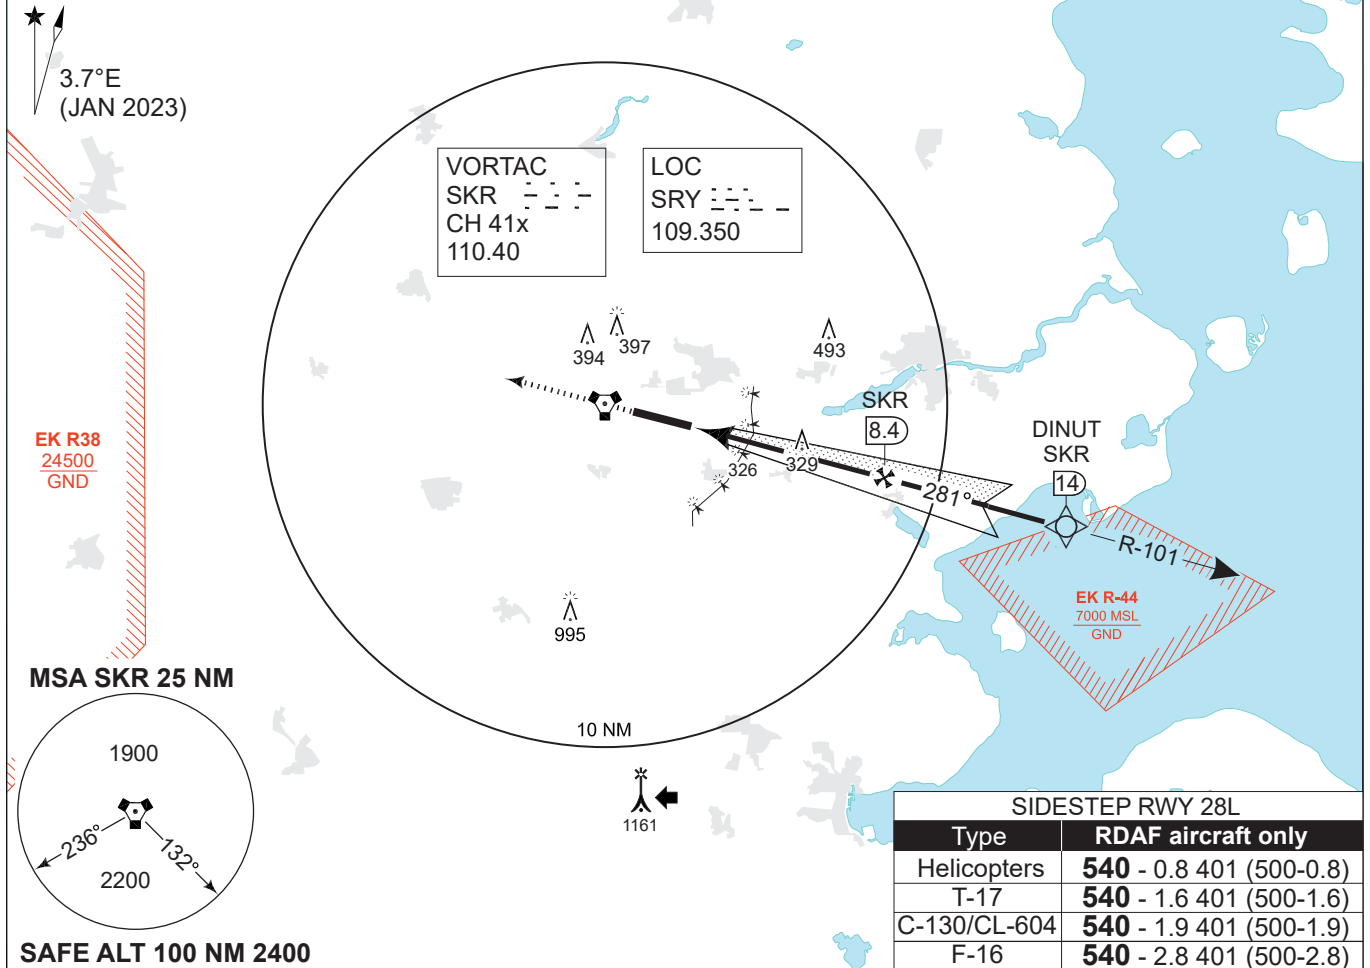 3.7°E
(JAN 2023)
VORTAC
SKR
CH 41x
110.40
LOC
SRY
109.350
394
397
493
SKR
8.4
DINUT
SKR
14
326
329
281°
R-101
EK R38
24500
GND
EK R-44
7000 MSL
GND
995
10 NM
1161
MSA SKR 25 NM
1900
236°
132°
2200
SAFE ALT 100 NM 2400
SIDESTEP RWY 28L
Type RDAF aircraft only
Helicopters 540 - 0.8 401 (500-0.8)
T-17 540 - 1.6 401 (500-1.6)
C-130/CL-604 540 - 1.9 401 (500-1.9)
F-16 540 - 2.8 401 (500-2.8)